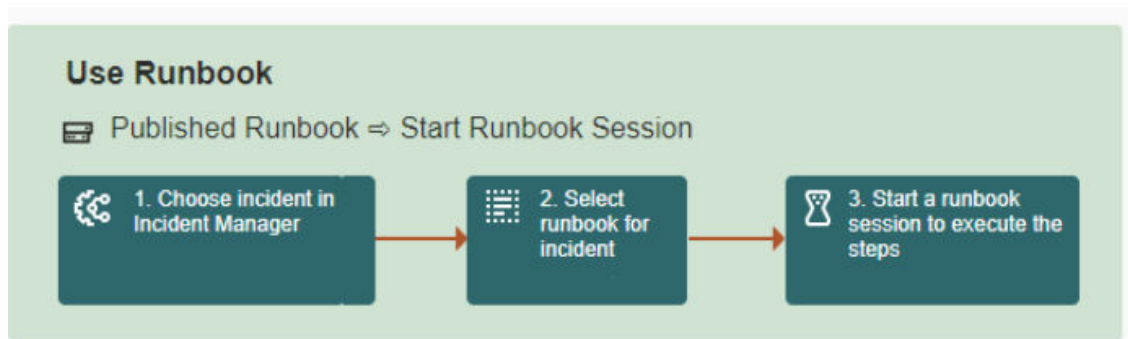 Use Runbook
Published Runbook ⇨ Start Runbook Session
1. Choose incident in
Incident Manager
2. Select
runbook for
incident
3. Start a runbook
session to execute the
steps